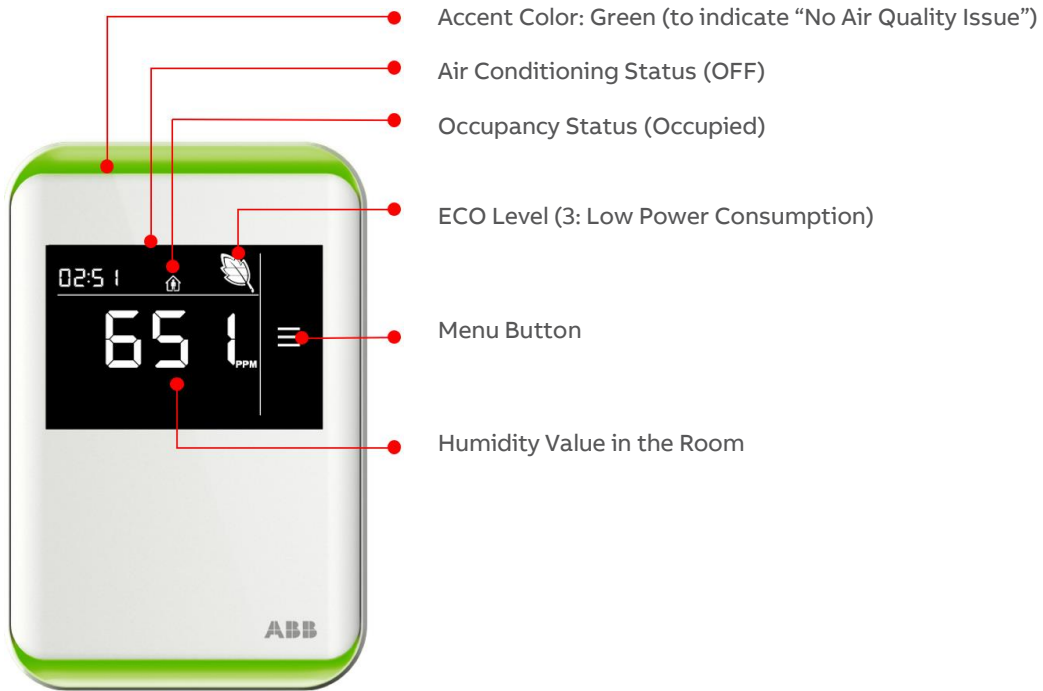 Accent Color: Green (to indicate “No Air Quality Issue”)
Air Conditioning Status (OFF)
Occupancy Status (Occupied)
ECO Level (3: Low Power Consumption)
02:51
651 PPM
Menu Button
Humidity Value in the Room
ABB